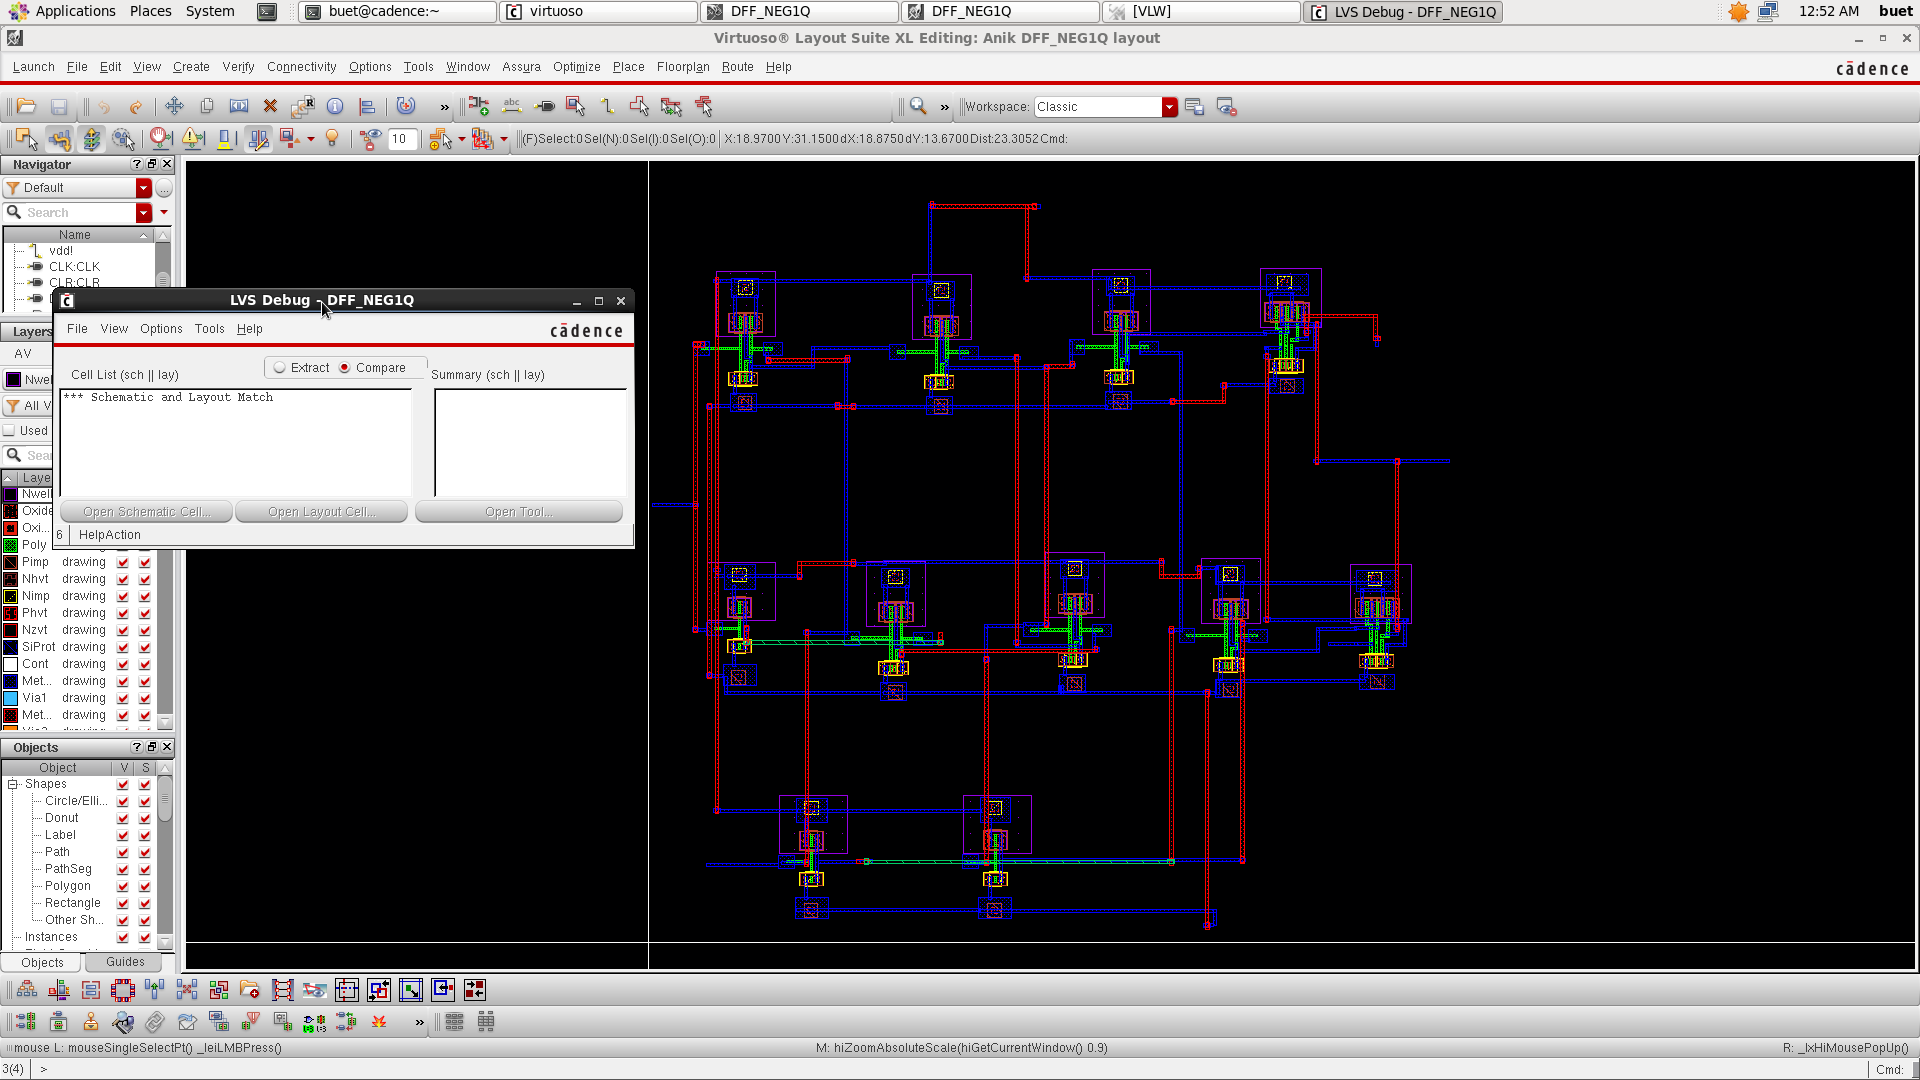 Applications Places System buet@cadence:~ virtuoso DFF_NEG1Q DFF_NEG1Q [VLW] LVS Debug - DFF_NEG1Q 12:52 AM buet
Virtuoso® Layout Suite XL Editing: Anik DFF_NEG1Q layout
Launch File Edit View Create Verify Connectivity Options Tools Window Assura Optimize Place Floorplan Route Help cādence
abc Workspace: Classic
10 (F)Select:0 Sel(N):0 Sel(I):0 Sel(O):0 X:18.9700 Y:31.1500 dX:18.8750 dY:13.6700 Dist:23.3052 Cmd:
Navigator
Default
Search
Name
vdd!
CLK:CLK
CLR:CLR
LVS Debug - DFF_NEG1Q
File View Options Tools Help cādence
Extract Compare
Cell List (sch || lay) Summary (sch || lay)
*** Schematic and Layout Match
Open Schematic Cell... Open Layout Cell... Open Tool...
6 HelpAction
Layers
AV
Nwel
All V
Used
Sea
Laye
Nwell
Oxide
Oxi...
Poly
Pimp drawing
Nhvt drawing
Nimp drawing
Phvt drawing
Nzvt drawing
SiProt drawing
Cont drawing
Met... drawing
Via1 drawing
Met... drawing
Objects
Object V S
Shapes
Circle/Elli...
Donut
Label
Path
PathSeg
Polygon
Rectangle
Other Sh...
Instances
Objects Guides
mouse L: mouseSingleSelectPt() _leiLMBPress() M: hiZoomAbsoluteScale(hiGetCurrentWindow() 0.9) R: _lxHiMousePopUp()
3(4) > Cmd: